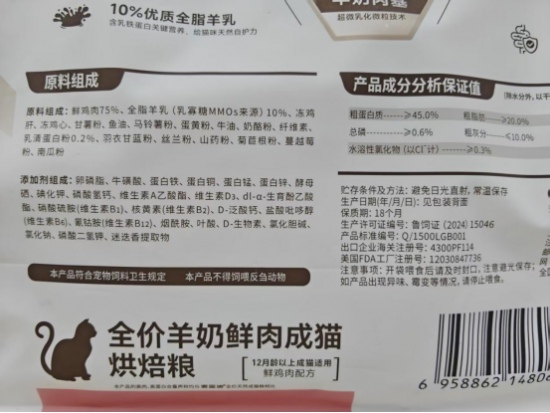 10%优质全脂羊乳
含乳铁蛋白关键营养，给猫咪天然自护力
超微乳化微粒技术
原料组成
原料组成：鲜鸡肉75%、全脂羊乳（乳寡糖MMOs来源）10%、冻鸡
肝、冻鸡心、甘薯粉、鱼油、马铃薯粉、蛋黄粉、牛油、奶酪粉、纤维素、
乳清蛋白粉0.2%、羽衣甘蓝粉、丝兰粉、山药粉、菊苣根粉、蔓越莓
粉、南瓜粉
添加剂组成：卵磷脂、牛磺酸、蛋白铁、蛋白铜、蛋白锰、蛋白锌、酵母
硒、碘化钾、磷酸氢钙、维生素A乙酸酯、维生素D₃、dl-α-生育酚乙酸
酯、硝酸硫胺(维生素B₁)、核黄素(维生素B₂)、D-泛酸钙、盐酸吡哆醇
(维生素B₆)、氰钴胺(维生素B₁₂)、烟酰胺、叶酸、D-生物素、氯化胆碱、
氯化钠、磷酸二氢钾、迷迭香提取物
本产品符合宠物饲料卫生规定
本产品不得饲喂反刍动物
产品成分分析保证值
(除水分外，以干
粗蛋白质 ≥45.0%
粗脂肪 ≥20.0%
总磷 ≥0.6%
粗灰分 ≤10.0%
水溶性氯化物（以Cl⁻计） ≥0.3%
贮存条件及方法：避免日光直射，常温保存
生产日期(年/月/日)：见包装背面
保质期：18个月
生产许可证编号：鲁饲证（2024）15046
产品标准编号：Q/1500LGB001
出口企业海关注册号：4300PF114
美国FDA工厂注册号：12030847736
注意事项：开袋喂食后请及时封口，注意避光保存；
如产品出现异味、霉变等情况，请停止喂食。
全价羊奶鲜肉成猫
烘焙粮
12月龄以上成猫适用
鲜鸡肉配方
6 958862 14806